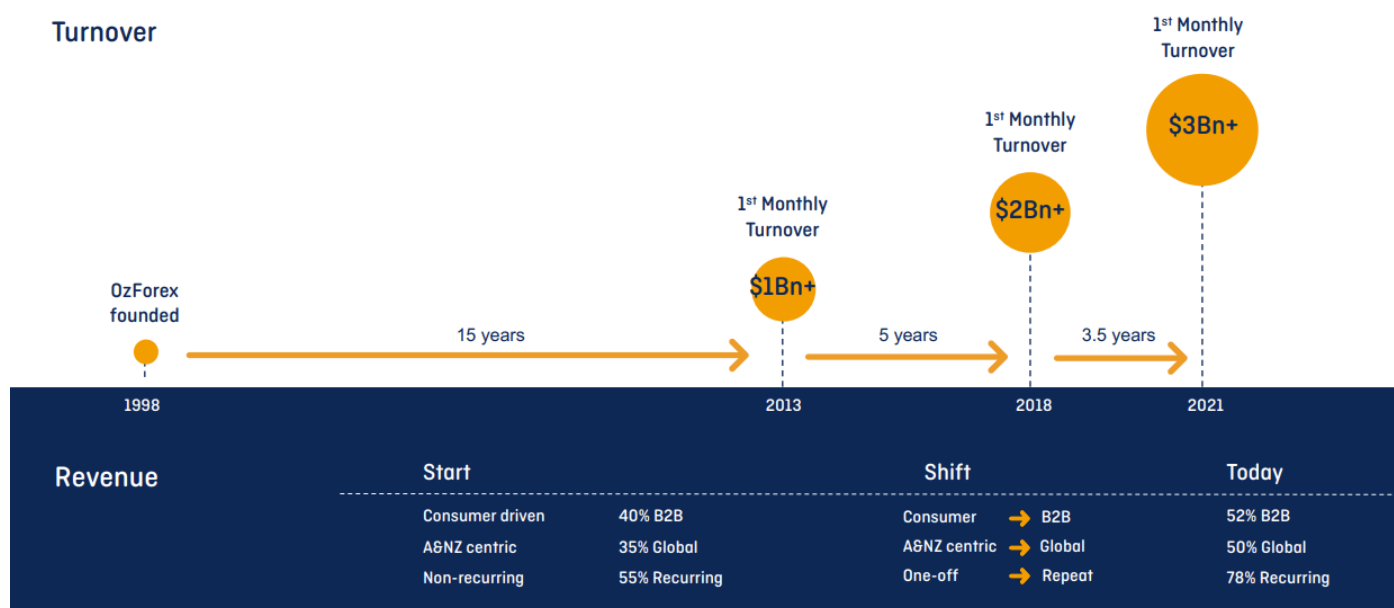 Turnover
1st Monthly
Turnover
$3Bn+
1st Monthly
Turnover
$2Bn+
1st Monthly
Turnover
$1Bn+
OzForex
founded
15 years
5 years
3.5 years
1998
2013
2018
2021
Revenue
Start
Shift
Today
Consumer driven 40% B2B
Consumer → B2B
52% B2B
A&NZ centric 35% Global
A&NZ centric → Global
50% Global
Non-recurring 55% Recurring
One-off → Repeat
78% Recurring